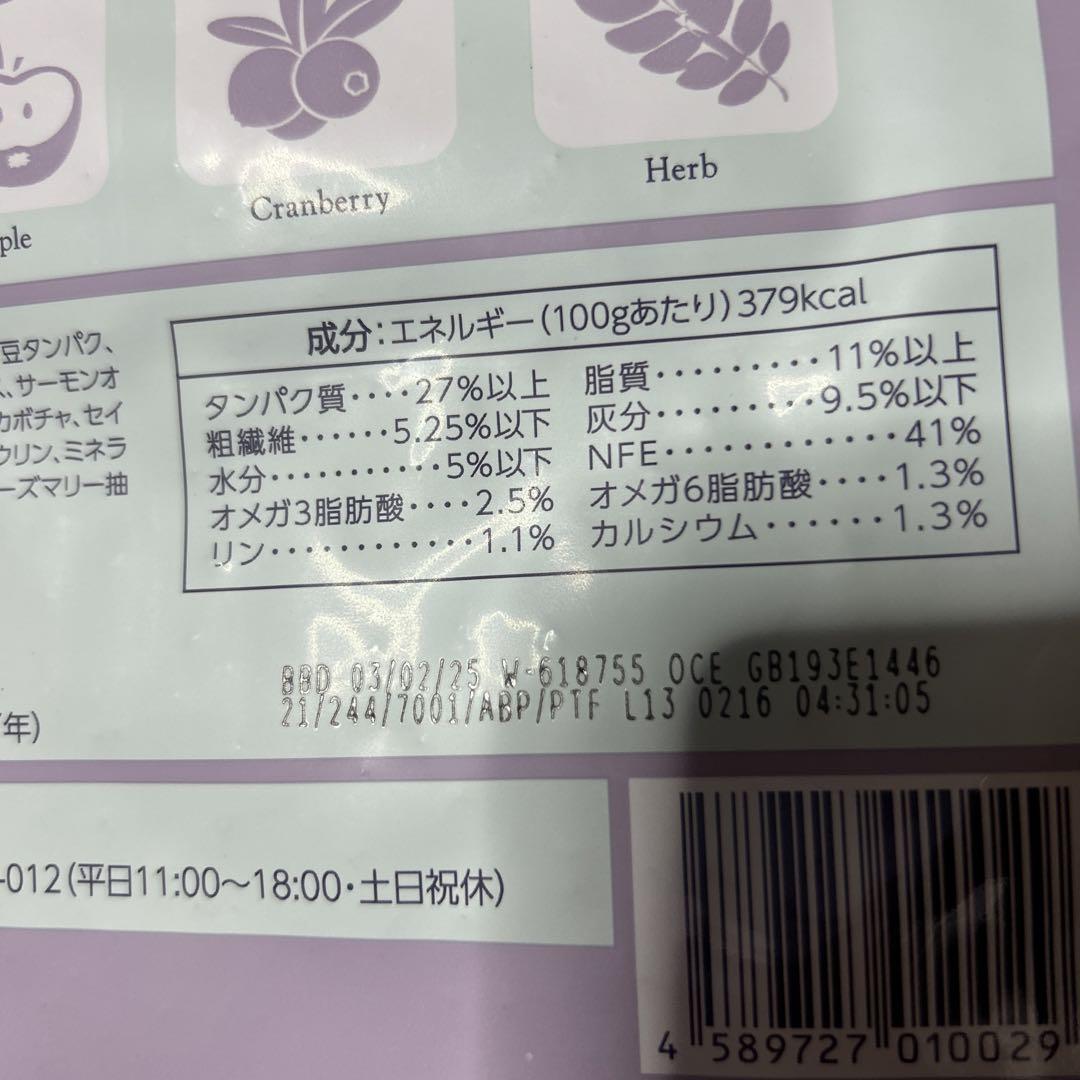 Cranberry
Herb
ple
豆タンパク、
、サーモンオ
カボチャ、セイ
ウリン、ミネラ
ーズマリー抽
成分:エネルギー(100gあたり)379kcal
タンパク質････27%以上
脂質･････････11%以上
粗繊維･･････5.25%以下
灰分････････9.5%以下
水分･･････････5%以下
NFE････････････41%
オメガ3脂肪酸････2.5%
オメガ6脂肪酸････1.3%
リン････････････1.1%
カルシウム･･････1.3%
BBD 03/02/25 W-618755 OCE GB193E1446
21/244/7001/ABP/PTF L13 0216 04:31:05
年)
-012(平日11:00〜18:00･土日祝休)
4 589727 010029